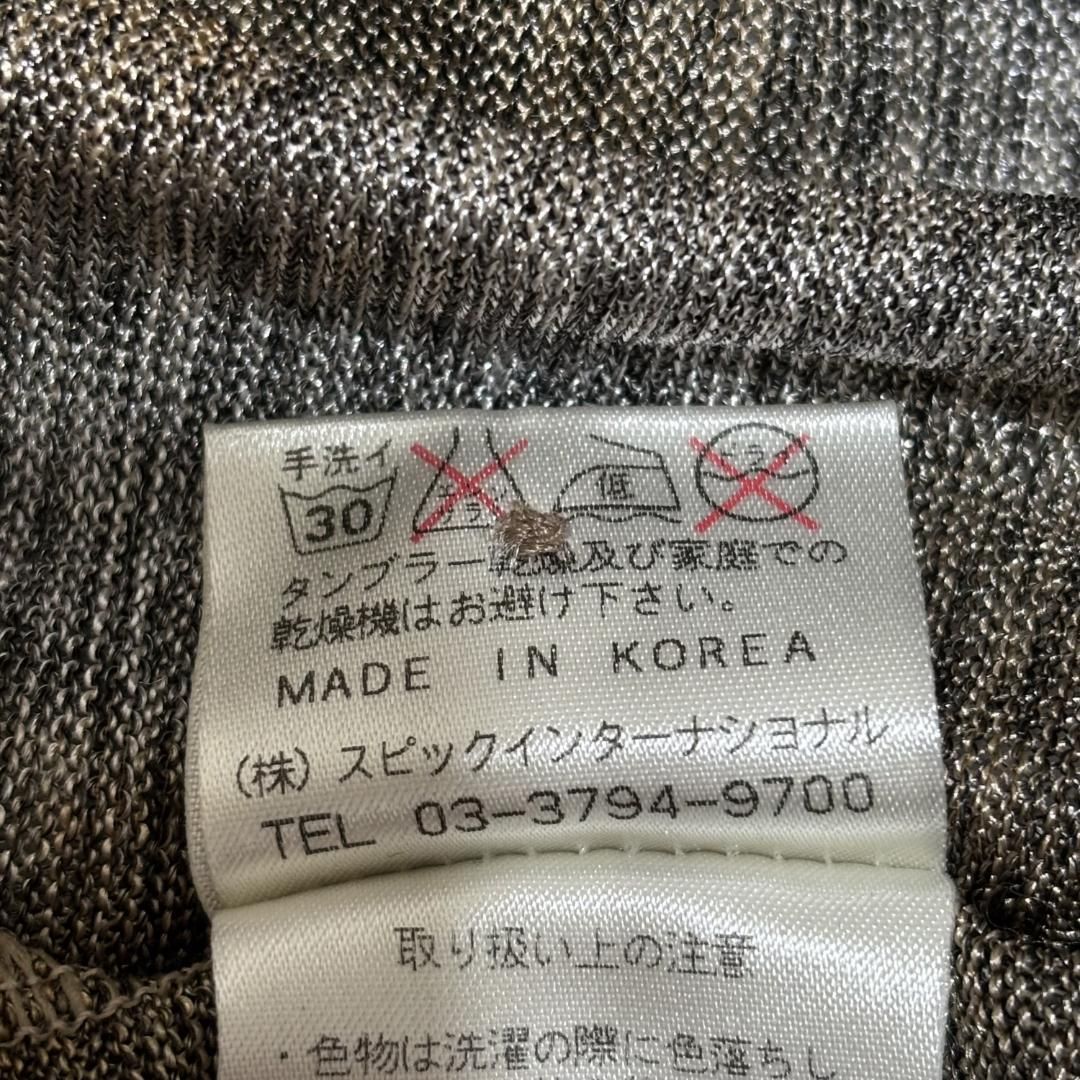 手洗イ
30
低
タンブラー乾燥及び家庭での
乾燥機はお避け下さい。
MADE IN KOREA
(株)スピックインターナショナル
TEL 03-3794-9700
取り扱い上の注意
・色物は洗濯の際に色落ちし